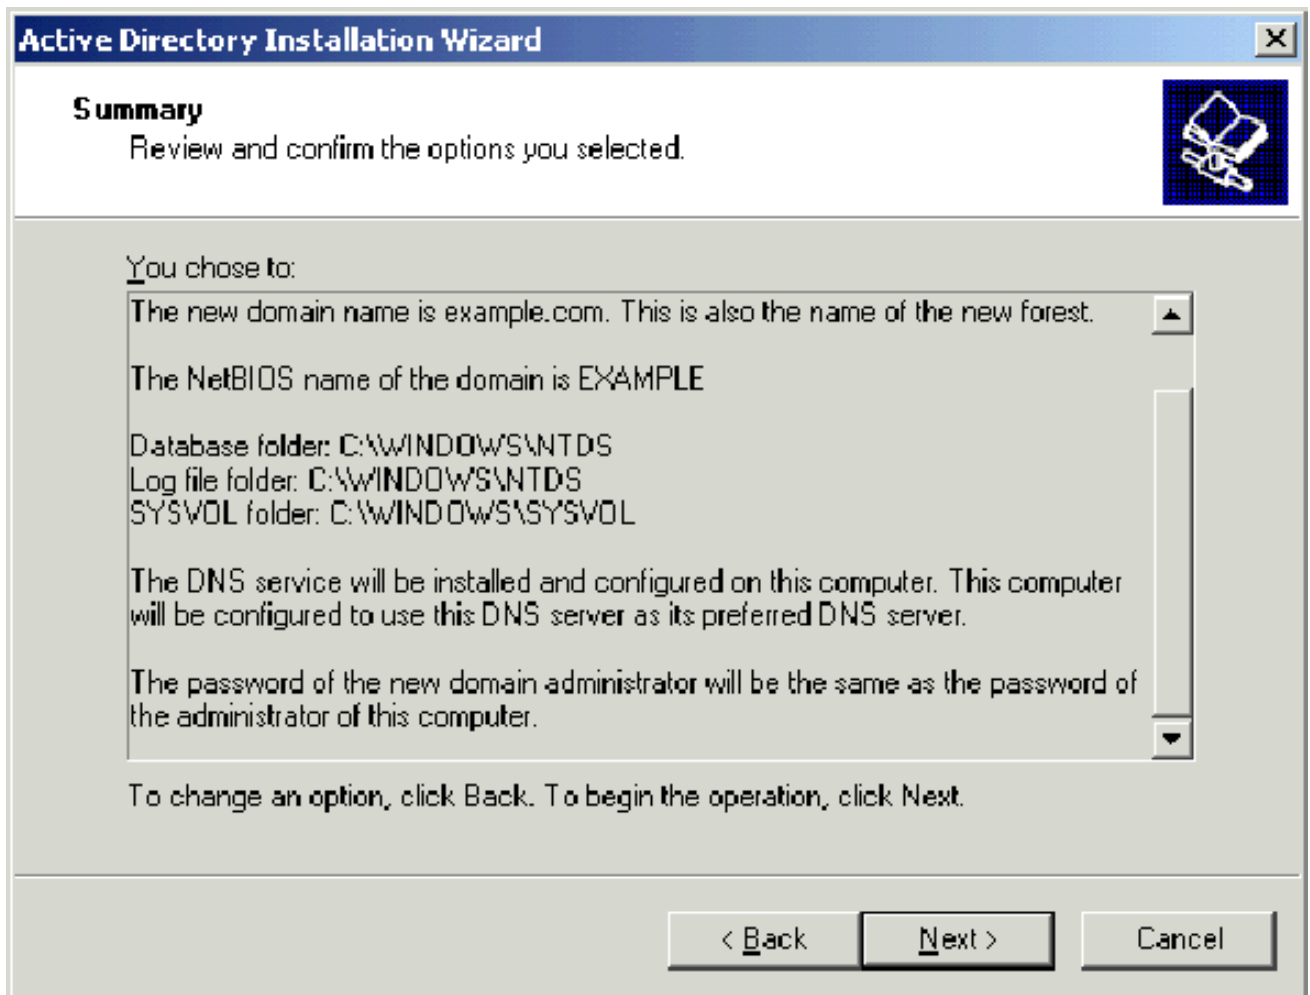 Active Directory Installation Wizard
Summary
Review and confirm the options you selected.
You chose to:
The new domain name is example.com. This is also the name of the new forest.
The NetBIOS name of the domain is EXAMPLE
Database folder: C:\WINDOWS\NTDS
Log file folder: C:\WINDOWS\NTDS
SYSVOL folder: C:\WINDOWS\SYSVOL
The DNS service will be installed and configured on this computer. This computer
will be configured to use this DNS server as its preferred DNS server.
The password of the new domain administrator will be the same as the password of
the administrator of this computer.
To change an option, click Back. To begin the operation, click Next.
< Back
Next >
Cancel